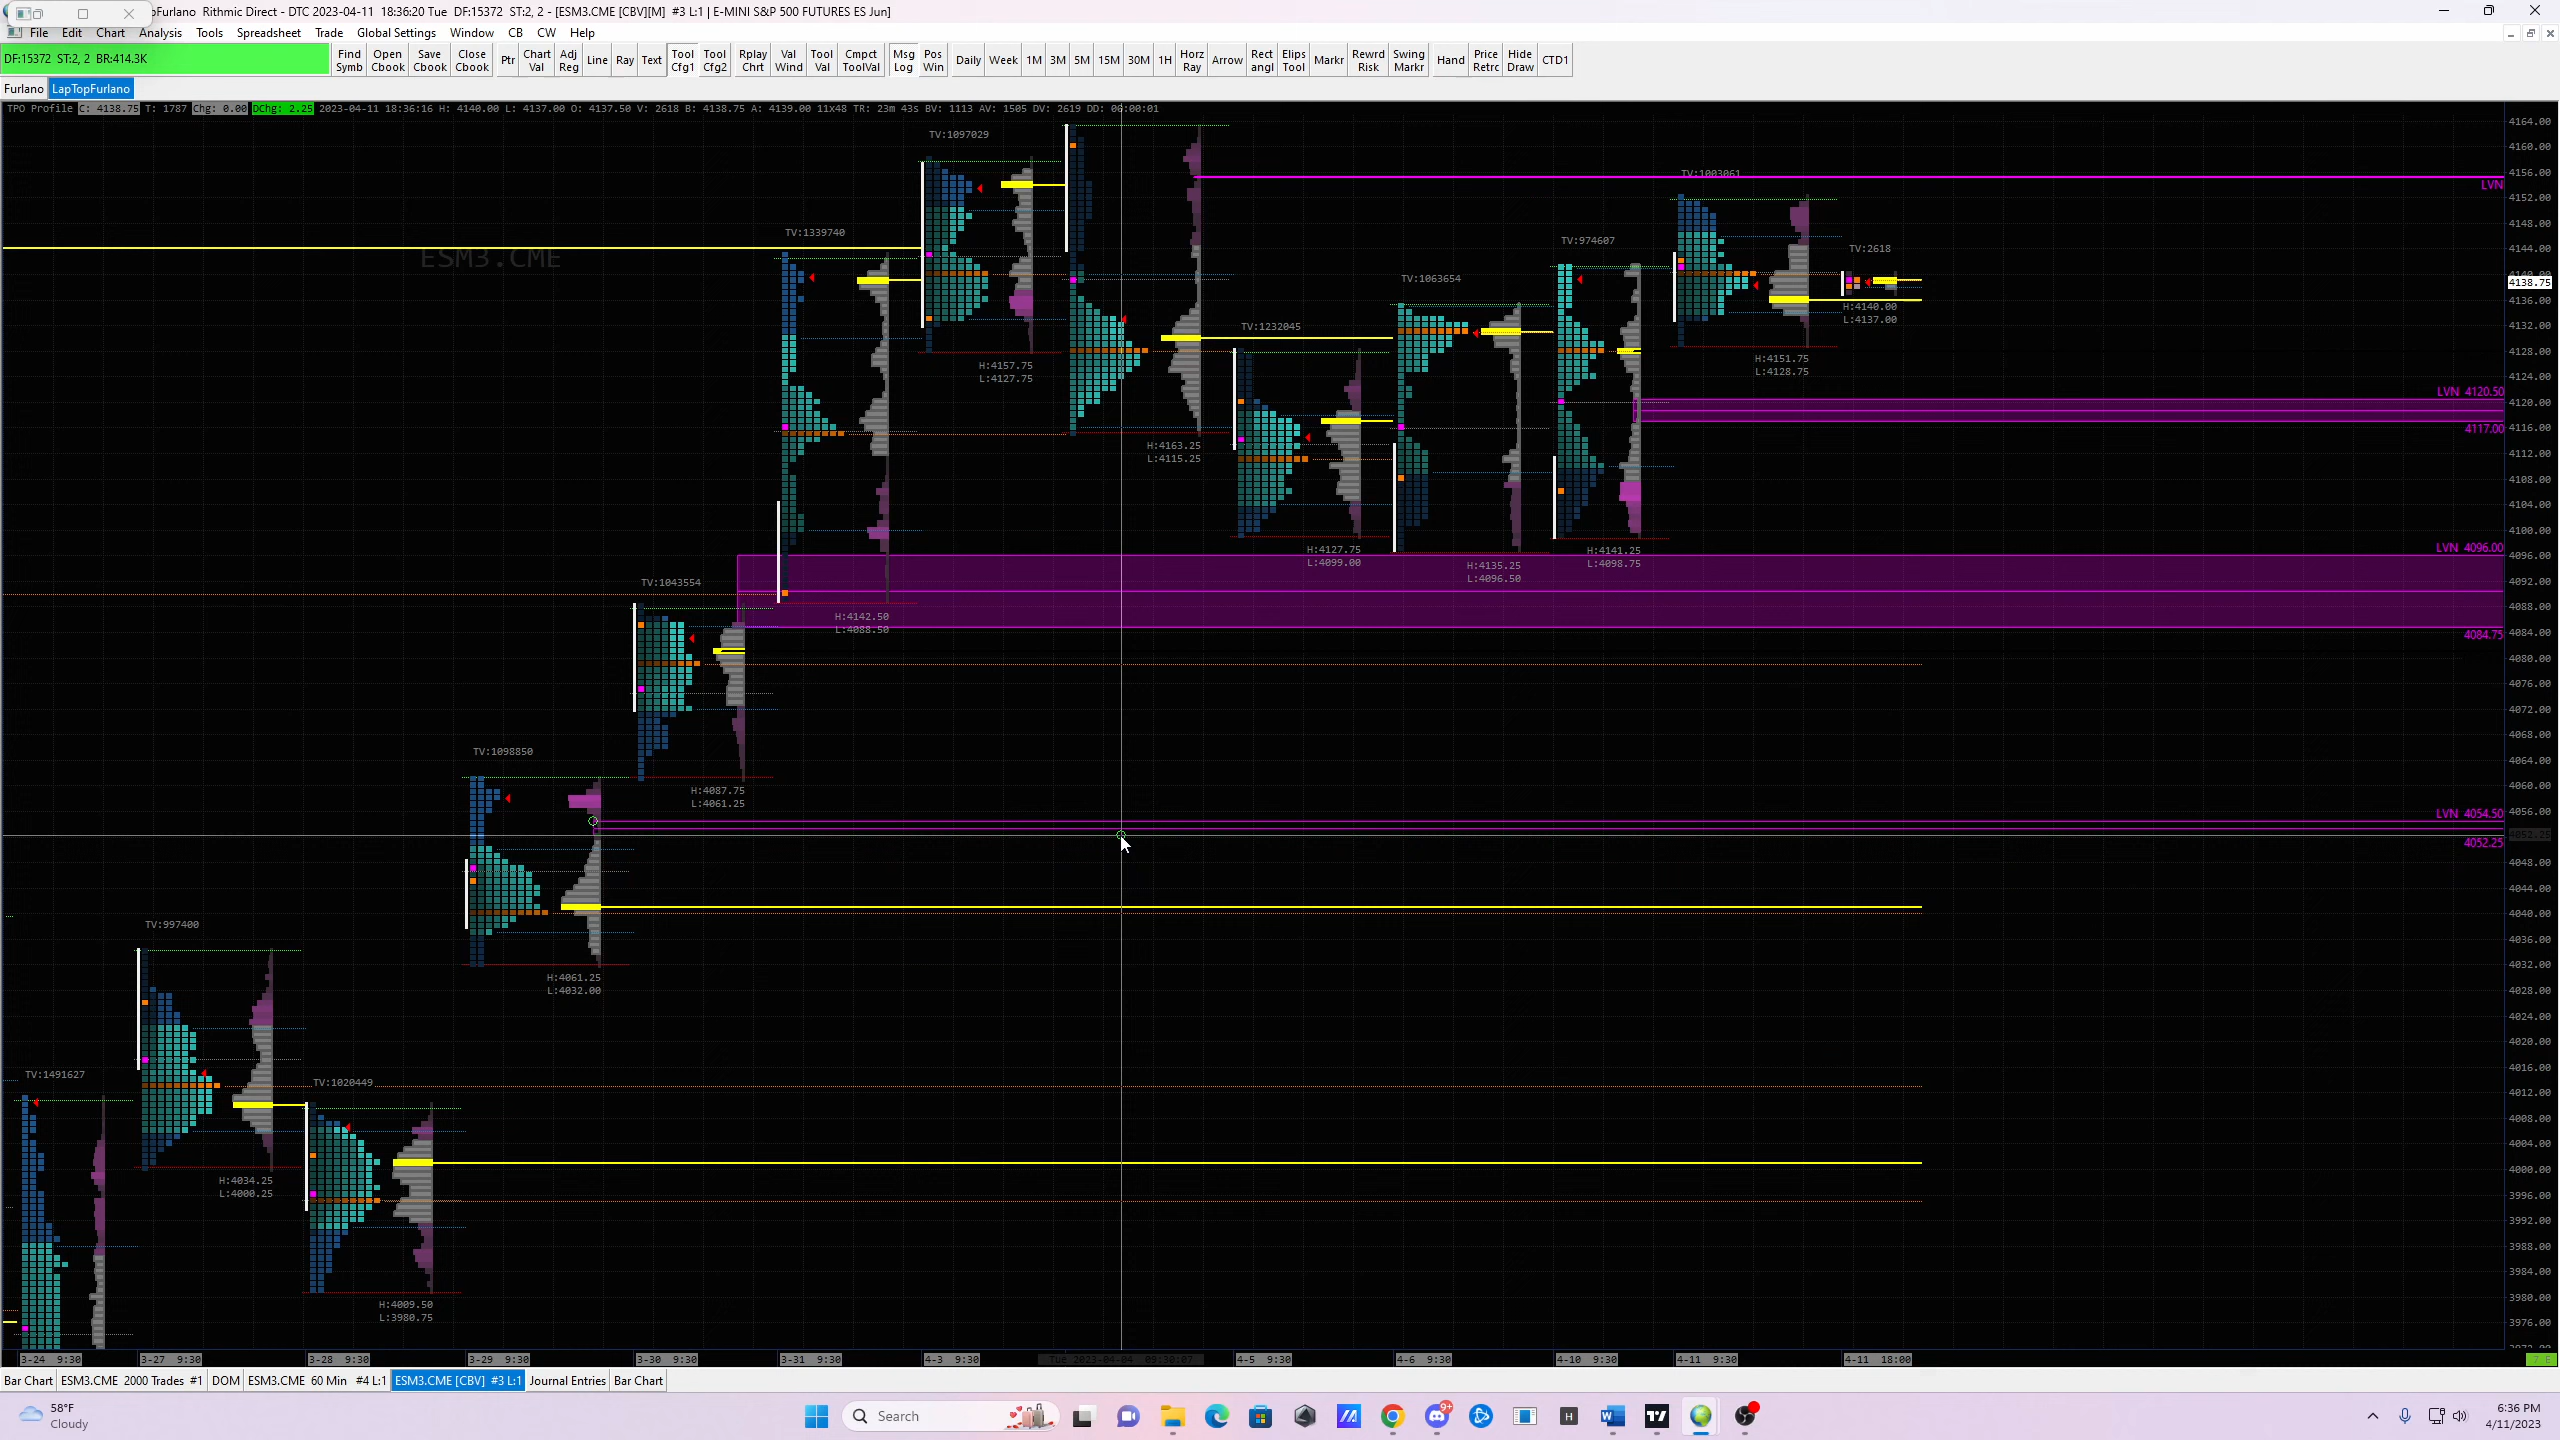 opFurlano Rithmic Direct - DTC 2023-04-11 18:36:20 Tue DF:15372 ST:2, 2 - [ESM3.CME [CBV][M] #3 L:1 | E-MINI S&P 500 FUTURES ES Jun]
File Edit Chart Analysis Tools Spreadsheet Trade Global Settings Window CB CW Help
DF:15372 ST:2, 2 BR:414.3K
Find Symb Open Cbook Save Cbook Close Cbook Ptr Chart Val Adj Reg Line Ray Text Tool Cfg1 Tool Cfg2 Rplay Chrt Val Wind Tool Val Cmpct ToolVal Msg Log Pos Win Daily Week 1M 3M 5M 15M 30M 1H Horz Ray Arrow Rect angl Elips Tool Markr Rewrd Risk Swing Markr Hand Price Retrc Hide Draw CTD1
Furlano LapTopFurlano
TPO Profile C: 4138.75 T: 1787 Chg: 0.00 DChg: 2.25 2023-04-11 18:36:16 H: 4140.00 L: 4137.00 O: 4137.50 V: 2618 B: 4138.75 A: 4139.00 11x48 TR: 23m 43s BV: 1113 AV: 1505 DV: 2619 DD: 00:00:01
4164.00
TV:1097029
4160.00
4156.00
TV:1003061
LVN
4152.00
4148.00
TV:1339740
TV:974607
TV:2618
4144.00
ESM3.CME
TV:1063654
4140.00
4138.75
4136.00
H:4140.00
L:4137.00
TV:1232045
4132.00
4128.00
H:4151.75
L:4128.75
H:4157.75
L:4127.75
4124.00
LVN 4120.50
4120.00
4117.00
4116.00
H:4163.25
L:4115.25
4112.00
4108.00
4104.00
4100.00
H:4127.75
L:4099.00
H:4141.25
L:4098.75
LVN 4096.00
4096.00
H:4135.25
L:4096.50
TV:1043554
4092.00
4088.00
H:4142.50
L:4088.50
4084.75
4084.00
4080.00
4076.00
4072.00
4068.00
TV:1098850
4064.00
4060.00
H:4087.75
L:4061.25
LVN 4054.50
4056.00
4052.25
4052.25
4048.00
4044.00
4040.00
TV:997400
4036.00
4032.00
H:4061.25
L:4032.00
4028.00
4024.00
4020.00
4016.00
TV:1491627
TV:1020449
4012.00
4008.00
4004.00
4000.00
H:4034.25
L:4000.25
3996.00
3992.00
3988.00
3984.00
3980.00
H:4009.50
L:3980.75
3976.00
3-24 9:30 3-27 9:30 3-28 9:30 3-29 9:30 3-30 9:30 3-31 9:30 4-3 9:30 4-5 9:30 4-6 9:30 4-10 9:30 4-11 9:30 4-11 18:00
Bar Chart ESM3.CME 2000 Trades #1 DOM ESM3.CME 60 Min #4 L:1 ESM3.CME [CBV] #3 L:1 Journal Entries Bar Chart
58°F
Cloudy
Search
9+
6:36 PM
4/11/2023